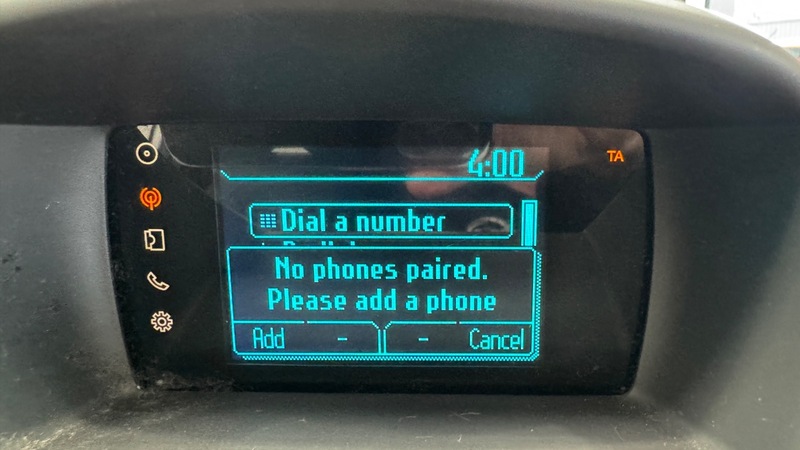 4:00
TA
Dial a number
No phones paired.
Please add a phone
Add - - Cancel